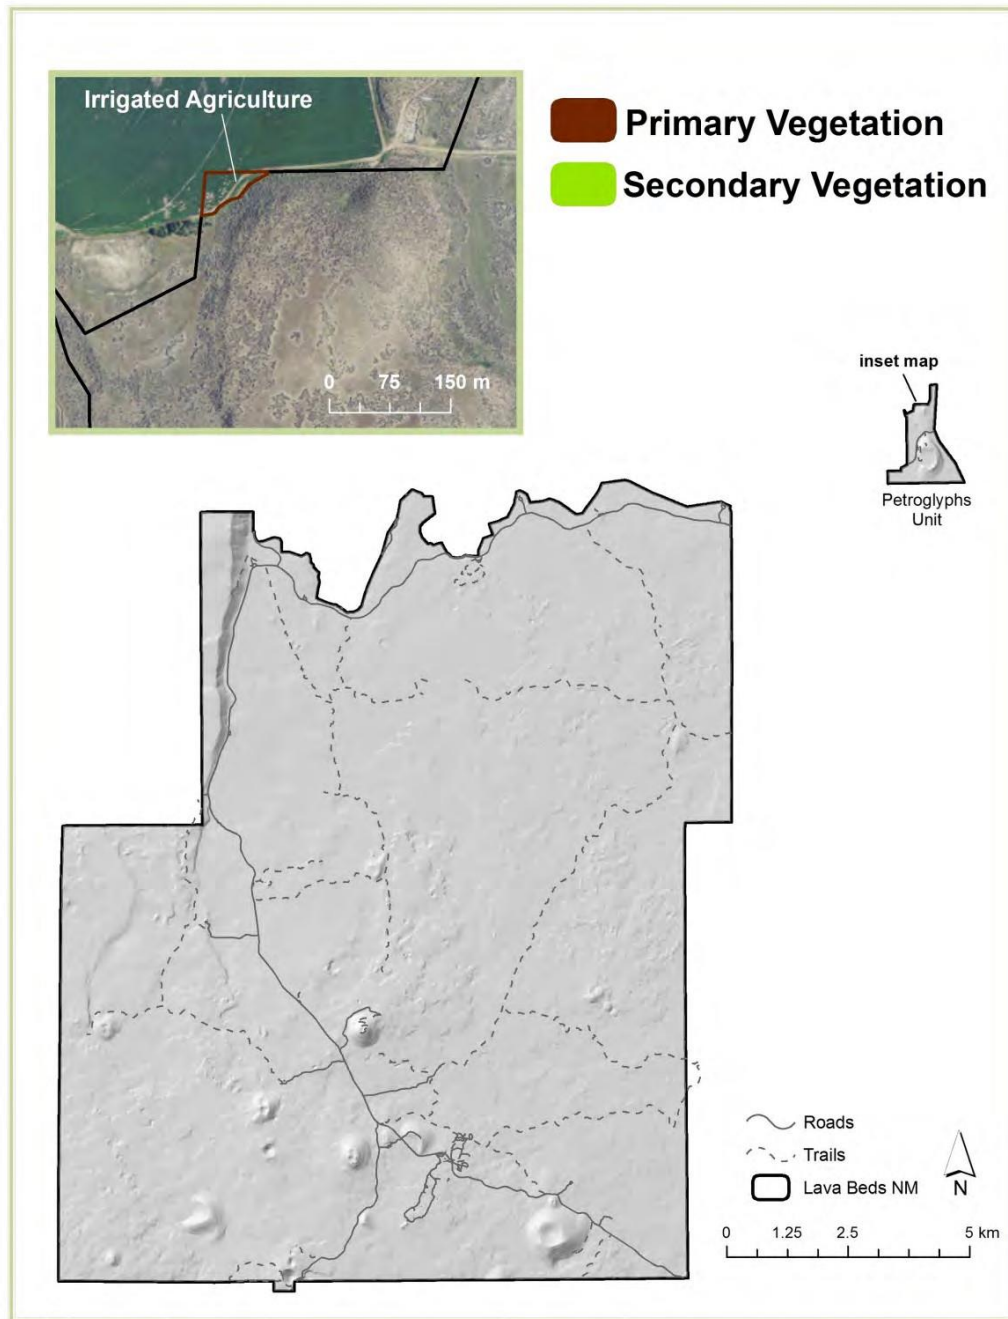 Irrigated Agriculture
0 75 150 m
Primary Vegetation
Secondary Vegetation
inset map
Petroglyphs
Unit
Roads
Trails
Lava Beds NM
N
0 1.25 2.5 5 km